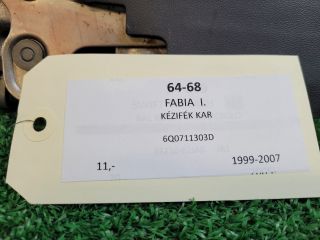 64-68
FABIA I.
KÉZIFÉK KAR
6Q0711303D
11,- 1999-2007